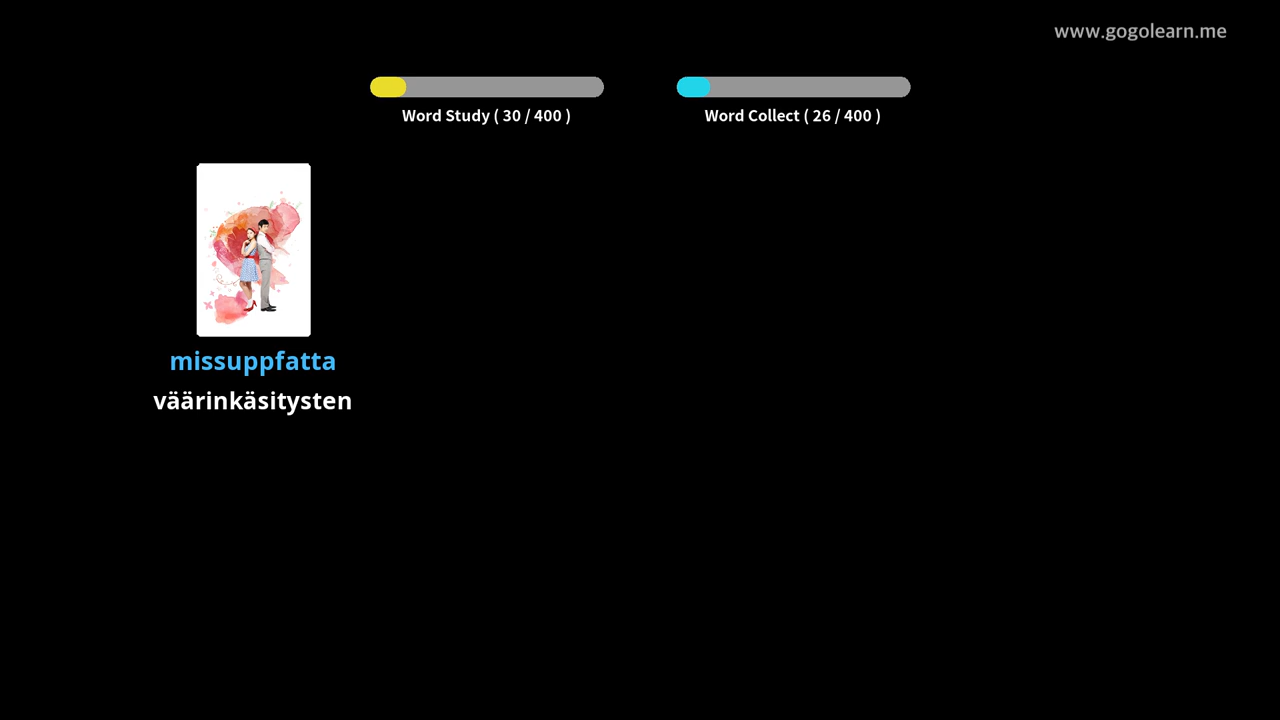 www.gogolearn.me
Word Study ( 30 / 400 )
Word Collect ( 26 / 400 )
missuppfatta
väärinkäsitysten